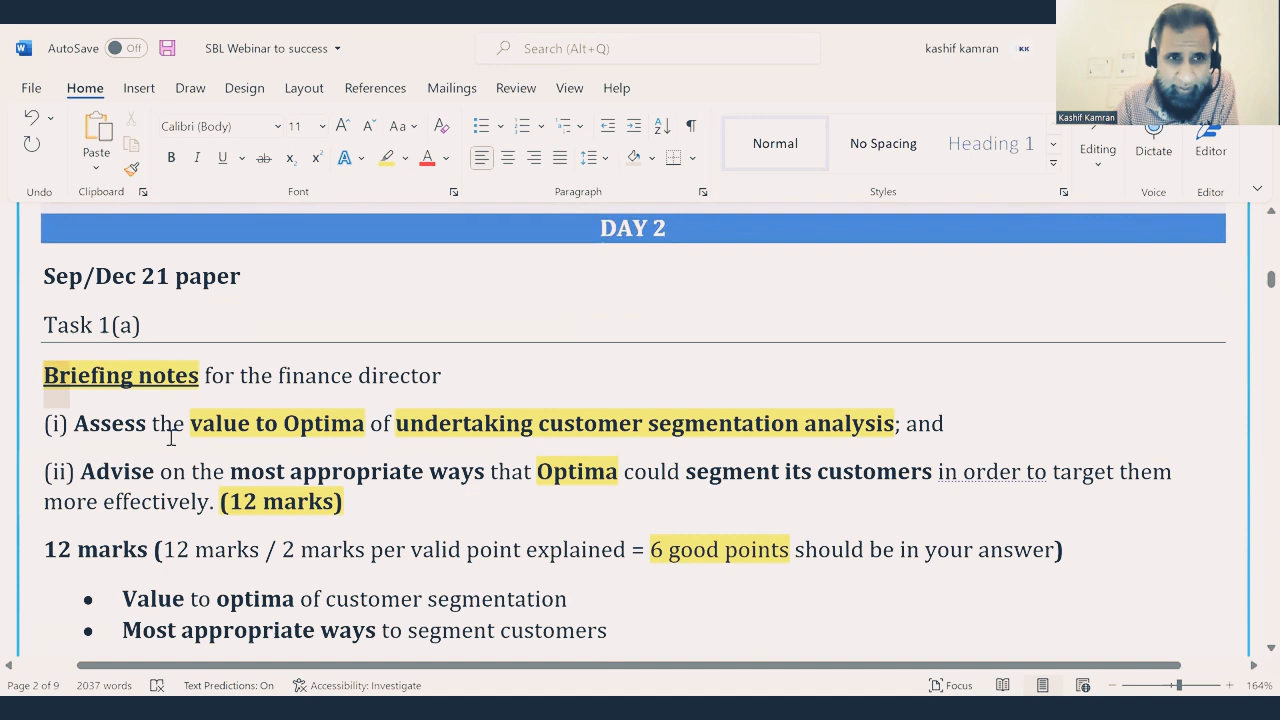 AutoSave Off SBL Webinar to success Search (Alt+Q) kashif kamran KK
File Home Insert Draw Design Layout References Mailings Review View Help
Kashif Kamran
Calibri (Body) 11 Aa
Paste
B I U ab x₂ x² A A
Normal No Spacing Heading 1
Editing Dictate Editor
Undo Clipboard Font Paragraph Styles Voice Editor
DAY 2
Sep/Dec 21 paper
Task 1(a)
Briefing notes for the finance director
(i) Assess the value to Optima of undertaking customer segmentation analysis; and
(ii) Advise on the most appropriate ways that Optima could segment its customers in order to target them
more effectively. (12 marks)
12 marks (12 marks / 2 marks per valid point explained = 6 good points should be in your answer)
• Value to optima of customer segmentation
• Most appropriate ways to segment customers
Page 2 of 9 2037 words Text Predictions: On Accessibility: Investigate Focus 164%